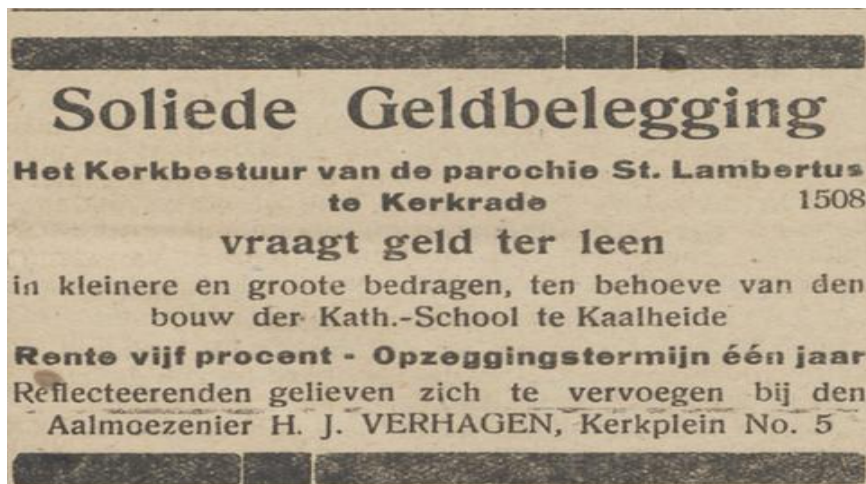 Soliede Geldbelegging
Het Kerkbestuur van de parochie St. Lambertus
te Kerkrade 1508
vraagt geld ter leen
in kleinere en groote bedragen, ten behoeve van den
bouw der Kath.-School te Kaalheide
Rente vijf procent - Opzeggingstermijn één jaar
Reflecteerenden gelieven zich te vervoegen bij den
Aalmoezenier H. J. VERHAGEN, Kerkplein No. 5